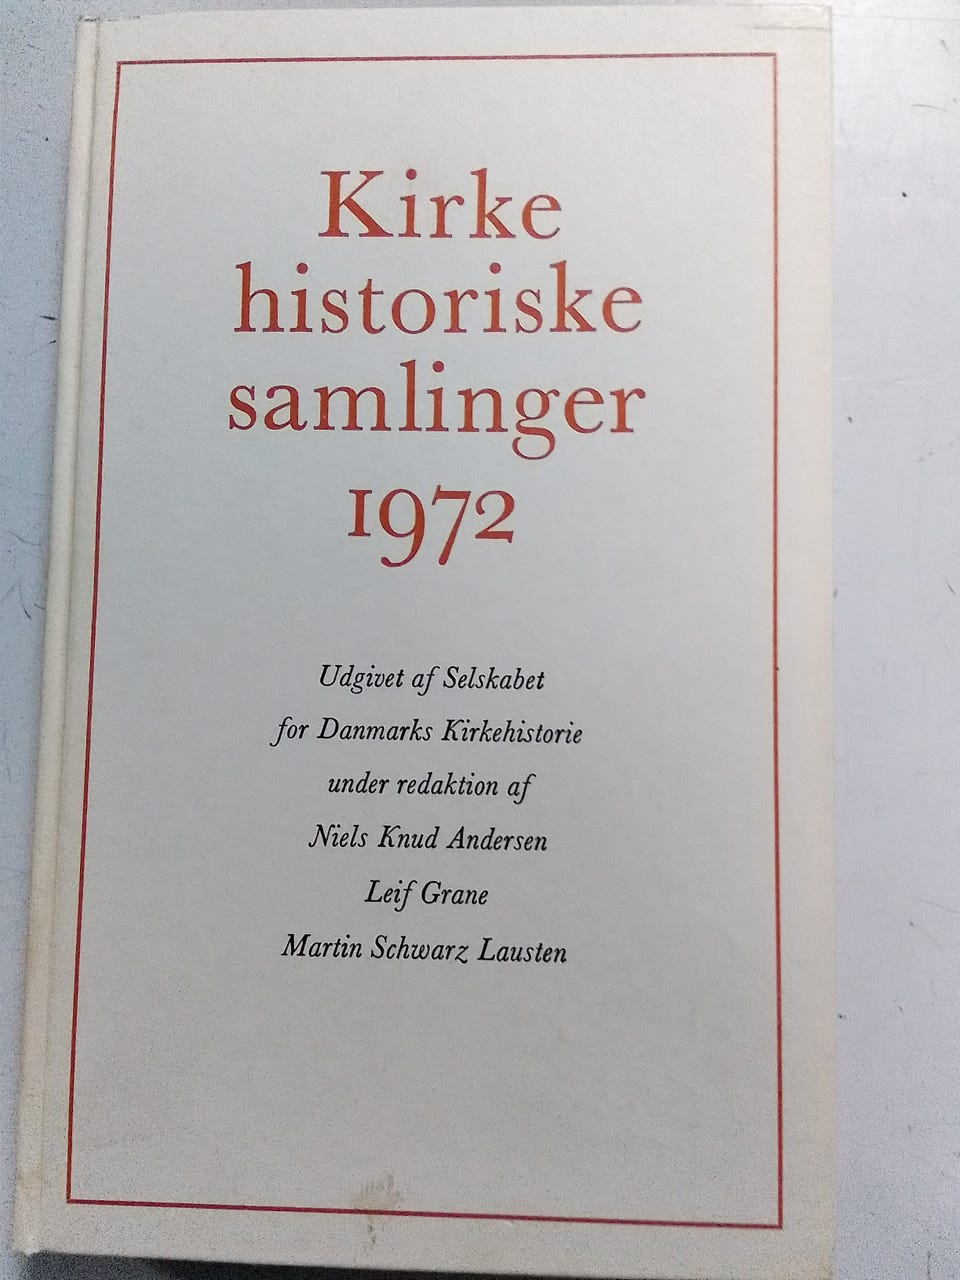 Kirke
historiske
samlinger
1972
Udgivet af Selskabet
for Danmarks Kirkehistorie
under redaktion af
Niels Knud Andersen
Leif Grane
Martin Schwarz Lausten